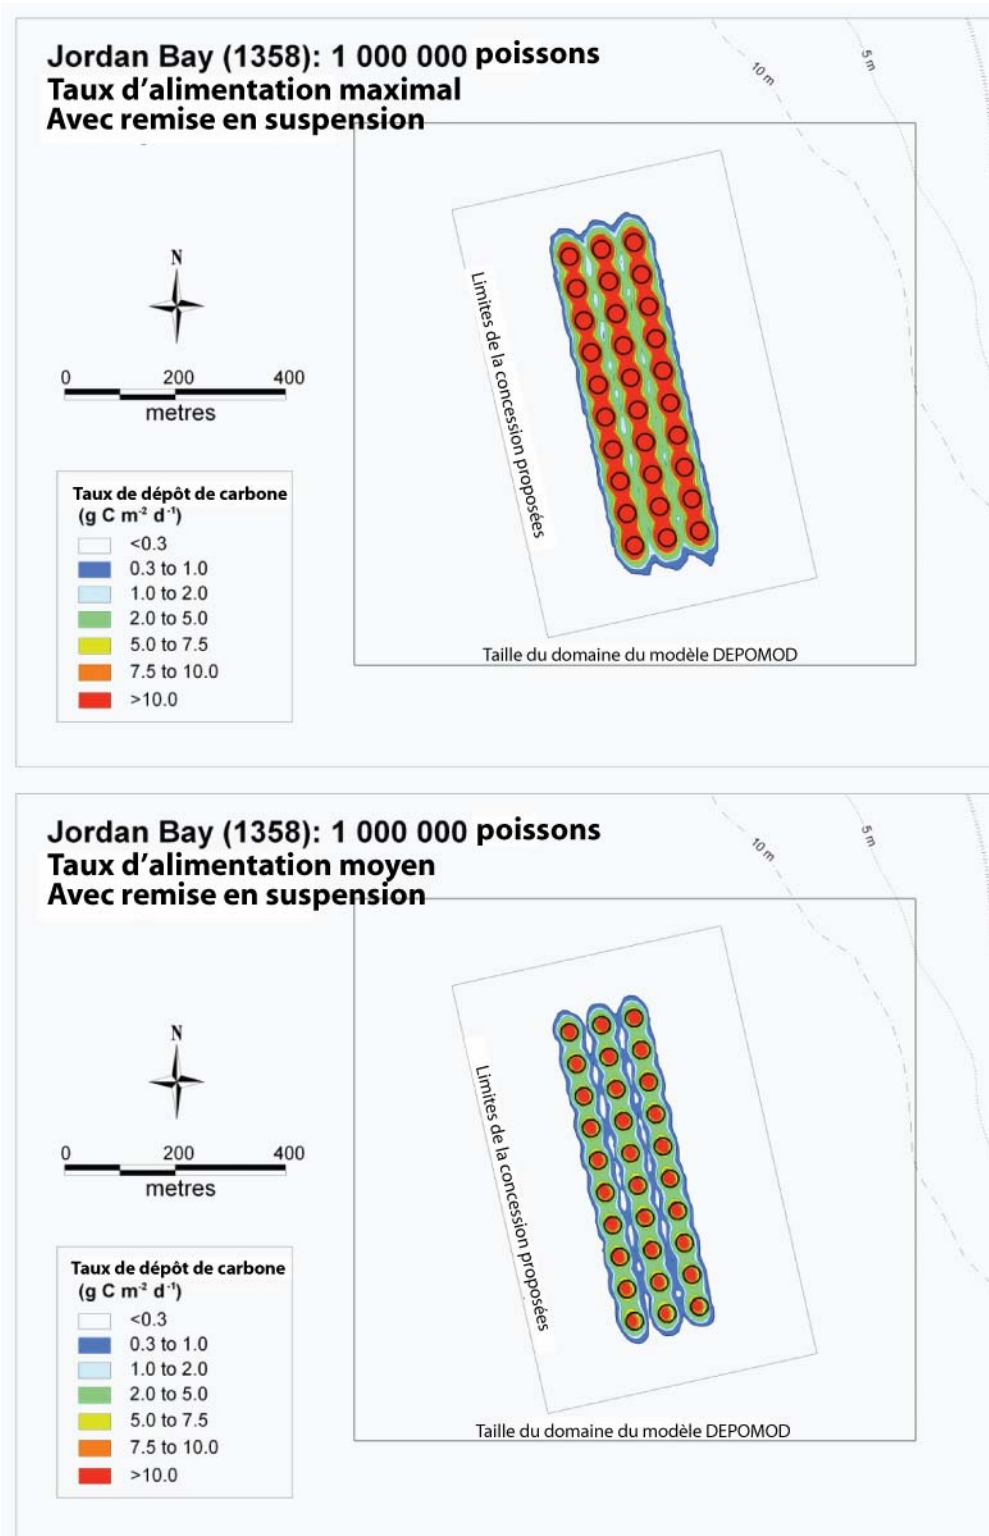 Jordan Bay (1358): 1 000 000 poissons
Taux d’alimentation maximal
Avec remise en suspension
10 m
5 m
N
0 200 400
metres
Limites de la concession proposées
Taux de dépôt de carbone
(g C m⁻² d⁻¹)
<0.3
0.3 to 1.0
1.0 to 2.0
2.0 to 5.0
5.0 to 7.5
7.5 to 10.0
>10.0
Taille du domaine du modèle DEPOMOD
Jordan Bay (1358): 1 000 000 poissons
Taux d’alimentation moyen
Avec remise en suspension
10 m
5 m
N
0 200 400
metres
Limites de la concession proposées
Taux de dépôt de carbone
(g C m⁻² d⁻¹)
<0.3
0.3 to 1.0
1.0 to 2.0
2.0 to 5.0
5.0 to 7.5
7.5 to 10.0
>10.0
Taille du domaine du modèle DEPOMOD